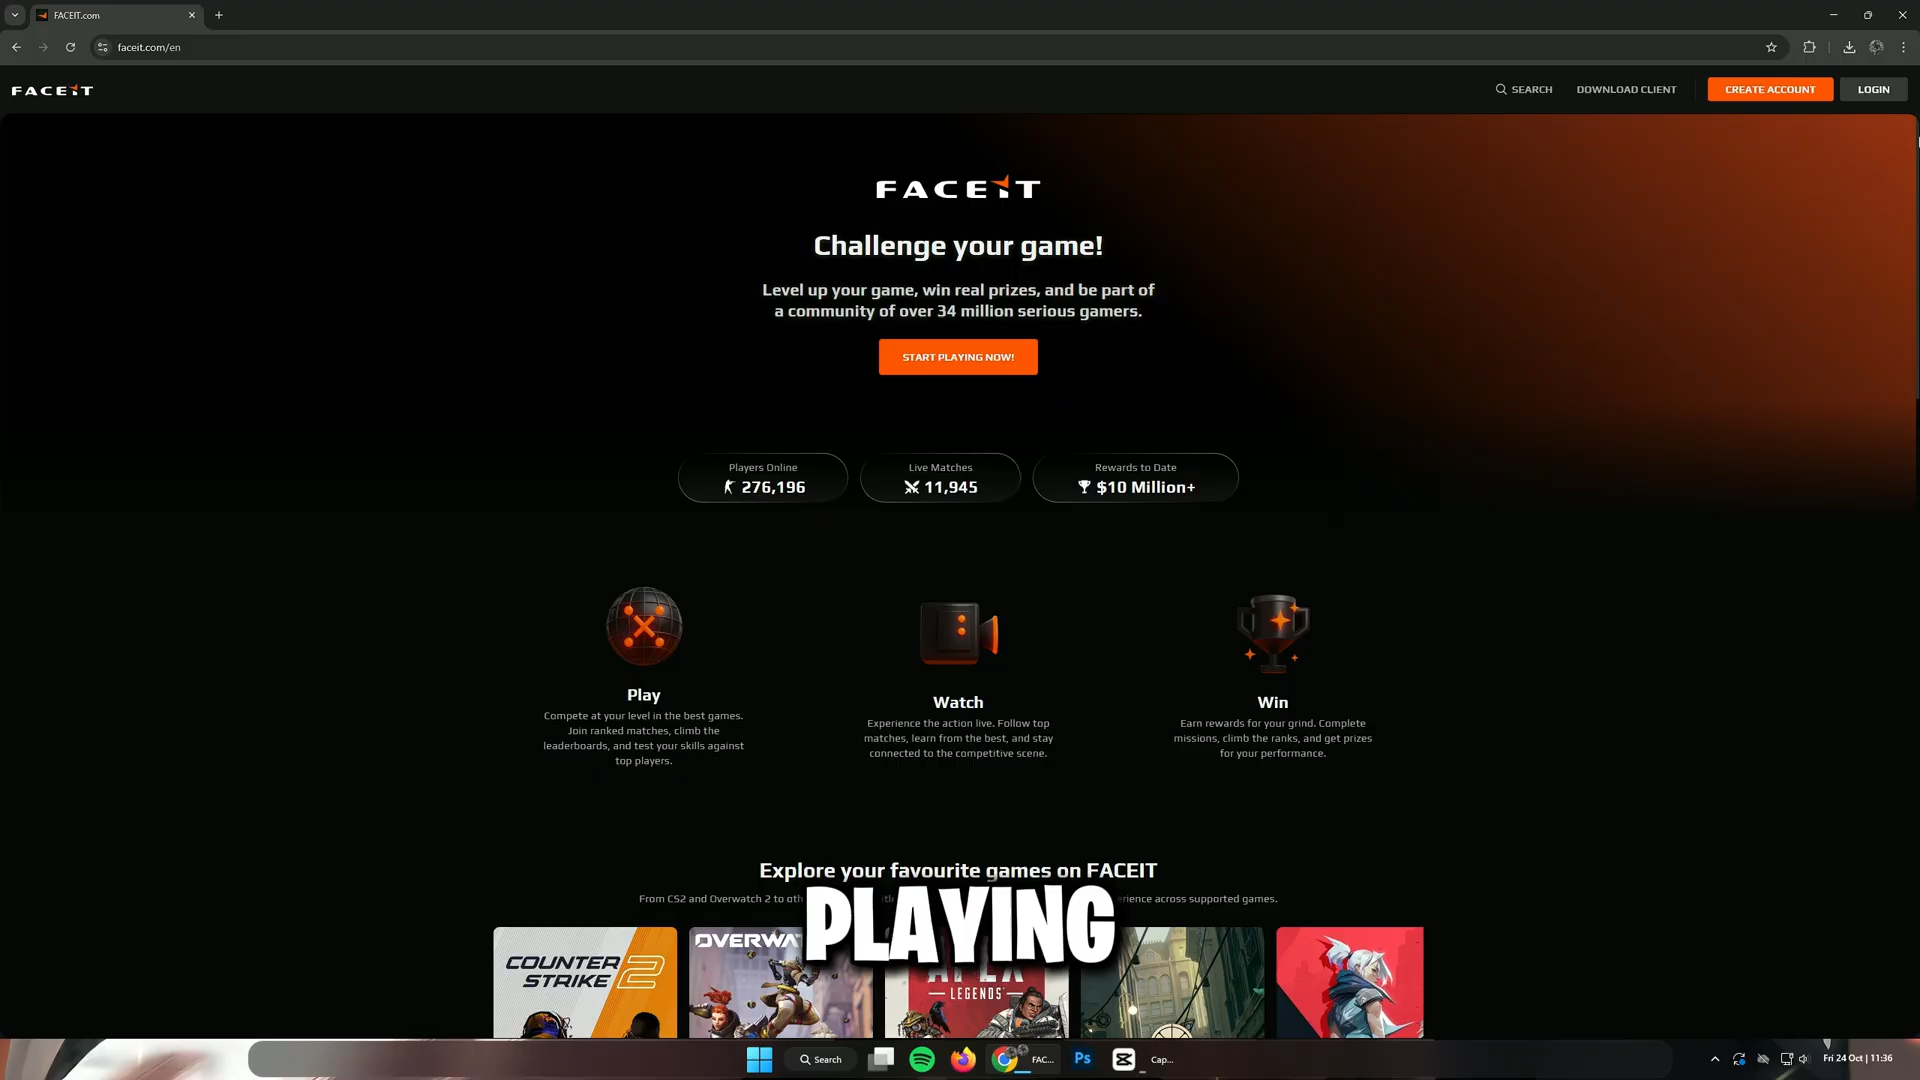 FACEIT.com
faceit.com/en
FACEIT
SEARCH
DOWNLOAD CLIENT
CREATE ACCOUNT
LOGIN
FACEIT
Challenge your game!
Level up your game, win real prizes, and be part of
a community of over 34 million serious gamers.
START PLAYING NOW!
Players Online
276,196
Live Matches
11,945
Rewards to Date
$10 Million+
Play
Compete at your level in the best games.
Join ranked matches, climb the
leaderboards, and test your skills against
top players.
Watch
Experience the action live. Follow top
matches, learn from the best, and stay
connected to the competitive scene.
Win
Earn rewards for your grind. Complete
missions, climb the ranks, and get prizes
for your performance.
Explore your favourite games on FACEIT
From CS2 and Overwatch 2 to across supported games.
PLAYING
COUNTER
STRIKE 2
OVERWA
APEX
LEGENDS
Search
FAC...
Ps
Cap...
Fri 24 Oct | 11:36